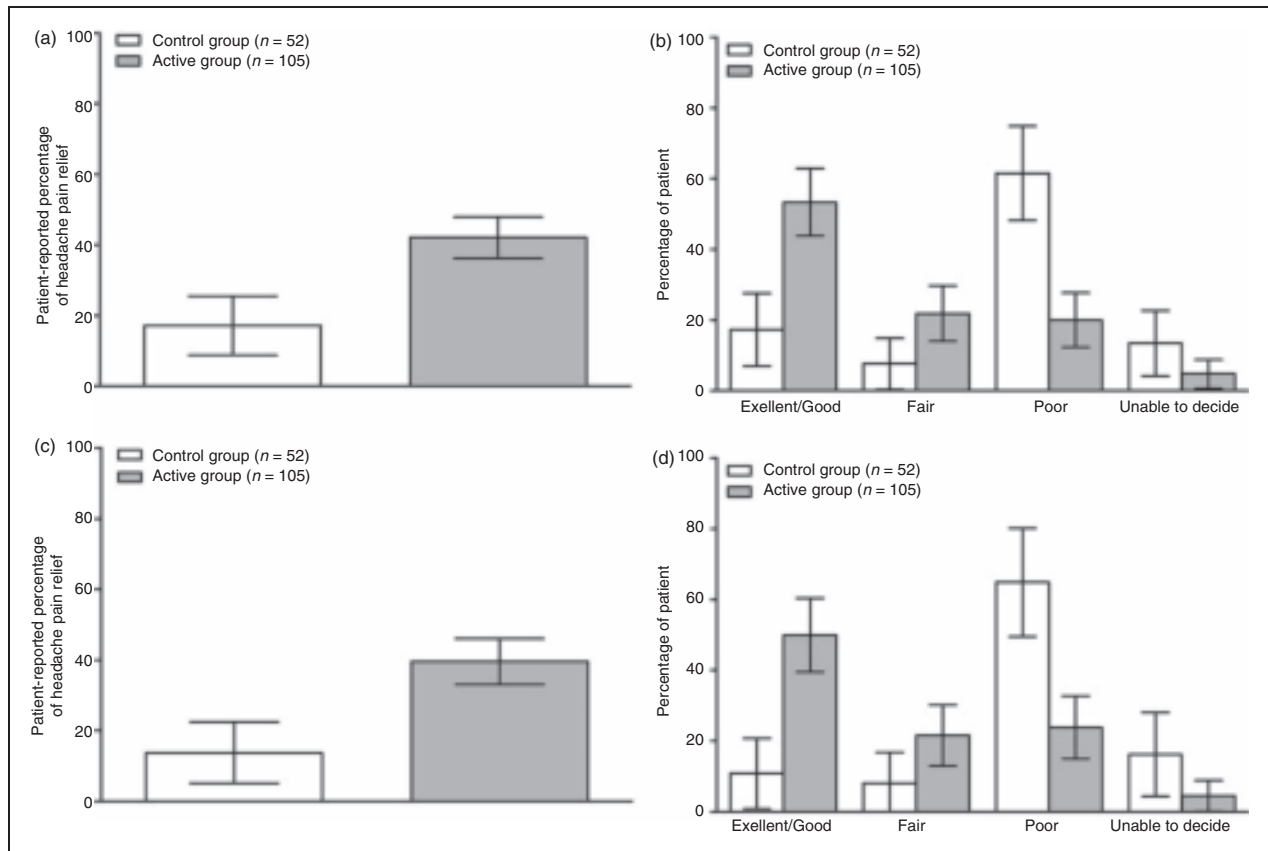 (a)
100
80
60
40
20
0
Patient-reported percentage
of headache pain relief
Control group (n = 52)
Active group (n = 105)
(b)
100
80
60
40
20
0
Percentage of patient
Control group (n = 52)
Active group (n = 105)
Exellent/Good Fair Poor Unable to decide
(c)
100
80
60
40
20
0
Patient-reported percentage
of headache pain relief
Control group (n = 52)
Active group (n = 105)
(d)
100
80
60
40
20
0
Percentage of patient
Control group (n = 52)
Active group (n = 105)
Exellent/Good Fair Poor Unable to decide